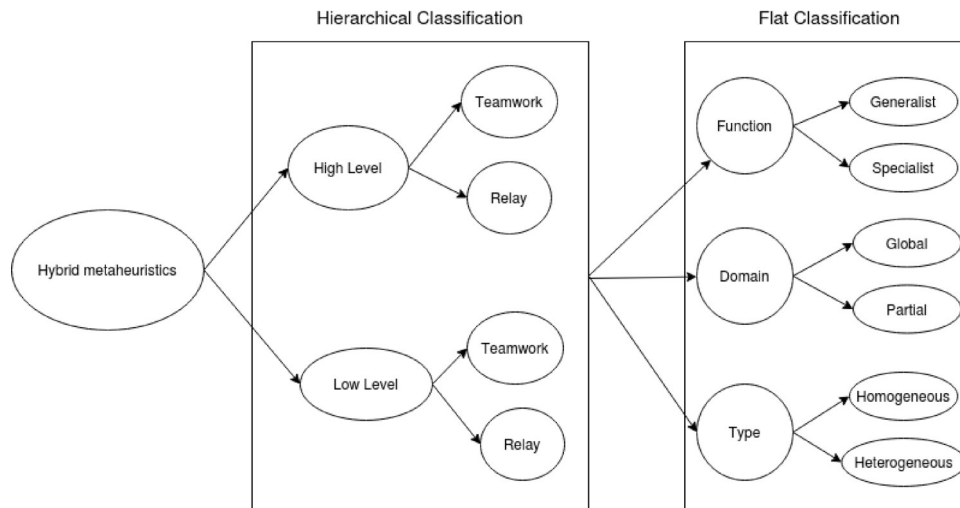 Hierarchical Classification
Flat Classification
Hybrid metaheuristics
High Level
Teamwork
Relay
Low Level
Teamwork
Relay
Function
Generalist
Specialist
Domain
Global
Partial
Type
Homogeneous
Heterogeneous